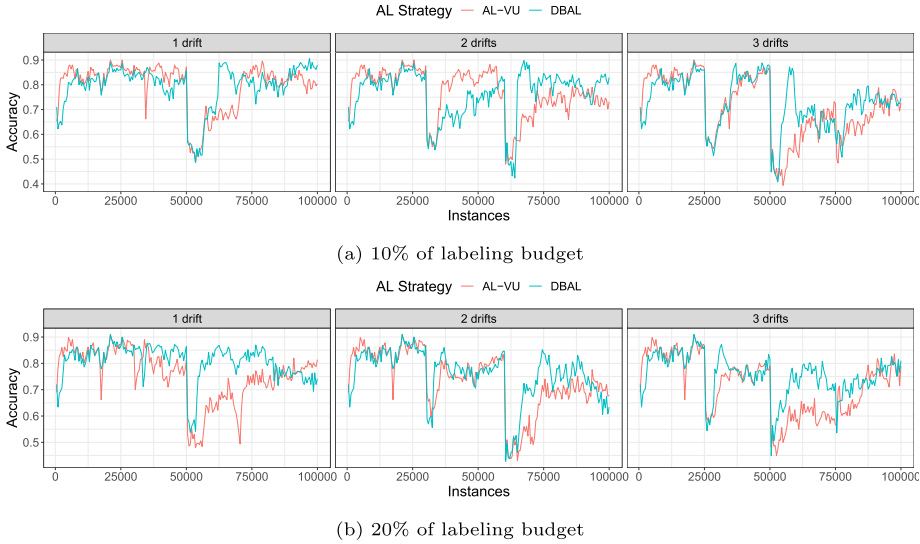 AL Strategy AL-VU DBAL
1 drift 2 drifts 3 drifts
0.9
0.8
0.7
0.6
0.5
0.4
Accuracy
0 25000 50000 75000 100000 0 25000 50000 75000 100000 0 25000 50000 75000 100000
Instances
(a) 10% of labeling budget
AL Strategy AL-VU DBAL
1 drift 2 drifts 3 drifts
0.9
0.8
0.7
0.6
0.5
Accuracy
0 25000 50000 75000 100000 0 25000 50000 75000 100000 0 25000 50000 75000 100000
Instances
(b) 20% of labeling budget